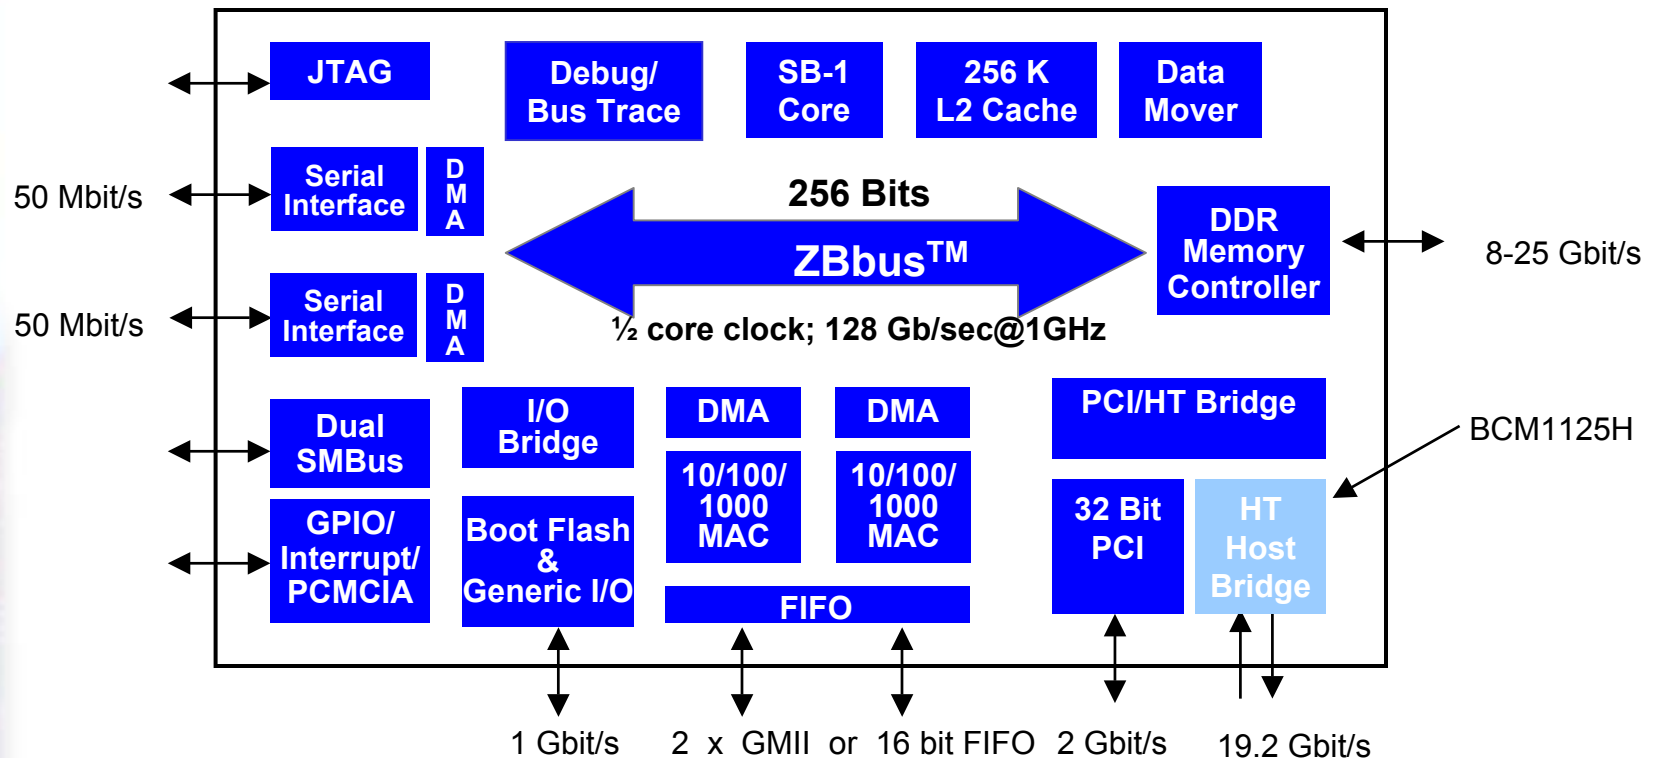 JTAG
Debug/
Bus Trace
SB-1
Core
256 K
L2 Cache
Data
Mover
50 Mbit/s
Serial
Interface
D
M
A
256 Bits
ZBbus™
½ core clock; 128 Gb/sec@1GHz
DDR
Memory
Controller
8-25 Gbit/s
50 Mbit/s
Serial
Interface
D
M
A
Dual
SMBus
I/O
Bridge
DMA
DMA
PCI/HT Bridge
BCM1125H
GPIO/
Interrupt/
PCMCIA
Boot Flash
&
Generic I/O
10/100/
1000
MAC
10/100/
1000
MAC
FIFO
32 Bit
PCI
HT
Host
Bridge
1 Gbit/s
2 x GMII or 16 bit FIFO
2 Gbit/s
19.2 Gbit/s